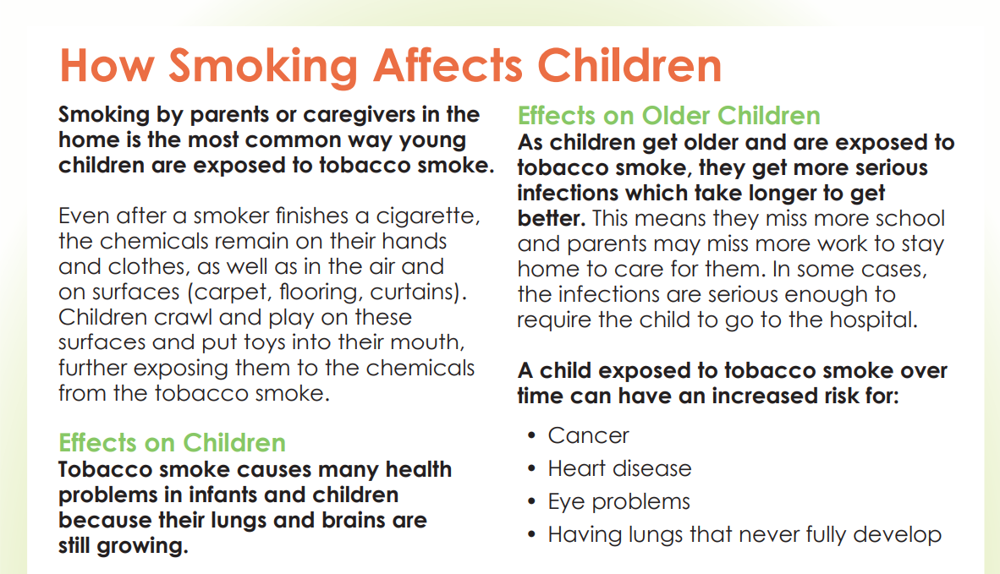 How Smoking Affects Children
Smoking by parents or caregivers in the
home is the most common way young
children are exposed to tobacco smoke.
Even after a smoker finishes a cigarette,
the chemicals remain on their hands
and clothes, as well as in the air and
on surfaces (carpet, flooring, curtains).
Children crawl and play on these
surfaces and put toys into their mouth,
further exposing them to the chemicals
from the tobacco smoke.
Effects on Children
Tobacco smoke causes many health
problems in infants and children
because their lungs and brains are
still growing.
Effects on Older Children
As children get older and are exposed to
tobacco smoke, they get more serious
infections which take longer to get
better. This means they miss more school
and parents may miss more work to stay
home to care for them. In some cases,
the infections are serious enough to
require the child to go to the hospital.
A child exposed to tobacco smoke over
time can have an increased risk for:
• Cancer
• Heart disease
• Eye problems
• Having lungs that never fully develop